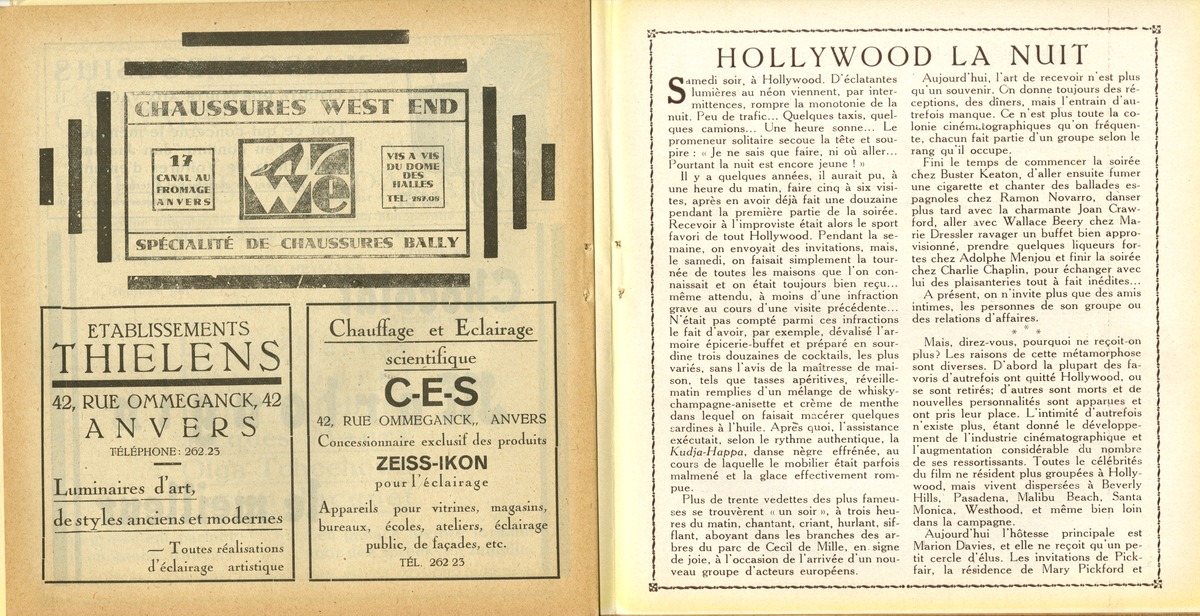 CHAUSSURES WEST END
17
CANAL AU
FROMAGE
ANVERS
We
VIS A VIS
DU DOME
DES
HALLES
TEL. 287.08
SPÉCIALITÉ DE CHAUSSURES BALLY
ETABLISSEMENTS
THIELENS
42, RUE OMMEGANCK, 42
ANVERS
TÉLÉPHONE: 262.23
Luminaires d'art,
de styles anciens et modernes
— Toutes réalisations
d'éclairage artistique
Chauffage et Eclairage
scientifique
C-E-S
42, RUE OMMEGANCK,, ANVERS
Concessionnaire exclusif des produits
ZEISS-IKON
pour l'éclairage
Appareils pour vitrines, magasins,
bureaux, écoles, ateliers, éclairage
public, de façades, etc.
TÉL. 262 23
HOLLYWOOD LA NUIT
Samedi soir, à Hollywood. D'éclatantes
lumières au néon viennent, par inter-
mittences, rompre la monotonie de la
nuit. Peu de trafic... Quelques taxis, quel-
ques camions... Une heure sonne... Le
promeneur solitaire secoue la tête et sou-
pire : « Je ne sais que faire, ni où aller...
Pourtant la nuit est encore jeune ! »
Il y a quelques années, il aurait pu, à
une heure du matin, faire cinq à six visi-
tes, après en avoir déjà fait une douzaine
pendant la première partie de la soirée.
Recevoir à l'improviste était alors le sport
favori de tout Hollywood. Pendant la se-
maine, on envoyait des invitations, mais,
le samedi, on faisait simplement la tour-
née de toutes les maisons que l'on con-
naissait et on était toujours bien reçu...
même attendu, à moins d'une infraction
grave au cours d'une visite précédente...
N'était pas compté parmi ces infractions
le fait d'avoir, par exemple, dévalisé l'ar-
moire épicerie-buffet et préparé en sour-
dine trois douzaines de cocktails, les plus
variés, sans l'avis de la maîtresse de mai-
son, tels que tasses apéritives, réveille-
matin remplies d'un mélange de whisky-
champagne-anisette et crème de menthe
dans lequel on faisait macérer quelques
sardines à l'huile. Après quoi, l'assistance
exécutait, selon le rythme authentique, la
Kudja-Happa, danse nègre effrénée, au
cours de laquelle le mobilier était parfois
malmené et la glace effectivement rom-
pue.
Plus de trente vedettes des plus fameu-
ses se trouvèrent « un soir », à trois heu-
res du matin, chantant, criant, hurlant, sif-
flant, aboyant dans les branches des ar-
bres du parc de Cecil de Mille, en signe
de joie, à l'occasion de l'arrivée d'un nou-
veau groupe d'acteurs européens.
Aujourd'hui, l'art de recevoir n'est plus
qu'un souvenir. On donne toujours des ré-
ceptions, des dîners, mais l'entrain d'au-
trefois manque. Ce n'est plus toute la co-
lonie cinématographiques qu'on fréquen-
te, chacun fait partie d'un groupe selon le
rang qu'il occupe.
Fini le temps de commencer la soirée
chez Buster Keaton, d'aller ensuite fumer
une cigarette et chanter des ballades es-
pagnoles chez Ramon Novarro, danser
plus tard avec la charmante Joan Craw-
ford, aller avec Wallace Beery chez Ma-
rie Dressler ravager un buffet bien appro-
visionné, prendre quelques liqueurs for-
tes chez Adolphe Menjou et finir la soirée
chez Charlie Chaplin, pour échanger avec
lui des plaisanteries tout à fait inédites...
A présent, on n'invite plus que des amis
intimes, les personnes de son groupe ou
des relations d'affaires.
* * *
Mais, direz-vous, pourquoi ne reçoit-on
plus? Les raisons de cette métamorphose
sont diverses. D'abord la plupart des fa-
voris d'autrefois ont quitté Hollywood, ou
se sont retirés; d'autres sont morts et de
nouvelles personnalités sont apparues et
ont pris leur place. L'intimité d'autrefois
n'existe plus, étant donné le développe-
ment de l'industrie cinématographique et
l'augmentation considérable du nombre
de ses ressortissants. Toutes le célébrités
du film ne résident plus groupées à Holly-
wood, mais vivent dispersées à Beverly
Hills, Pasadena, Malibu Beach, Santa
Monica, Westhood, et même bien loin
dans la campagne.
Aujourd'hui l'hôtesse principale est
Marion Davies, et elle ne reçoit qu'un pe-
tit cercle d'élus. Les invitations de Pick-
fair, la résidence de Mary Pickford et